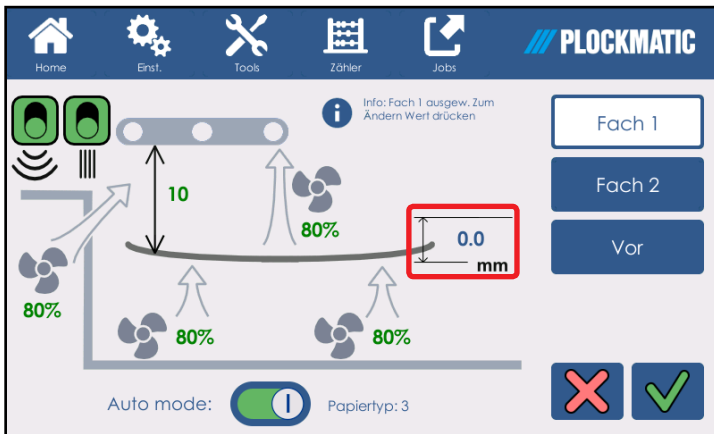 Home
Einst.
Tools
Zähler
Jobs
PLOCKMATIC
Info: Fach 1 ausgew. Zum
Ändern Wert drücken
Fach 1
Fach 2
Vor
10
80%
0.0
mm
80%
80%
80%
Auto mode:
Papiertyp: 3